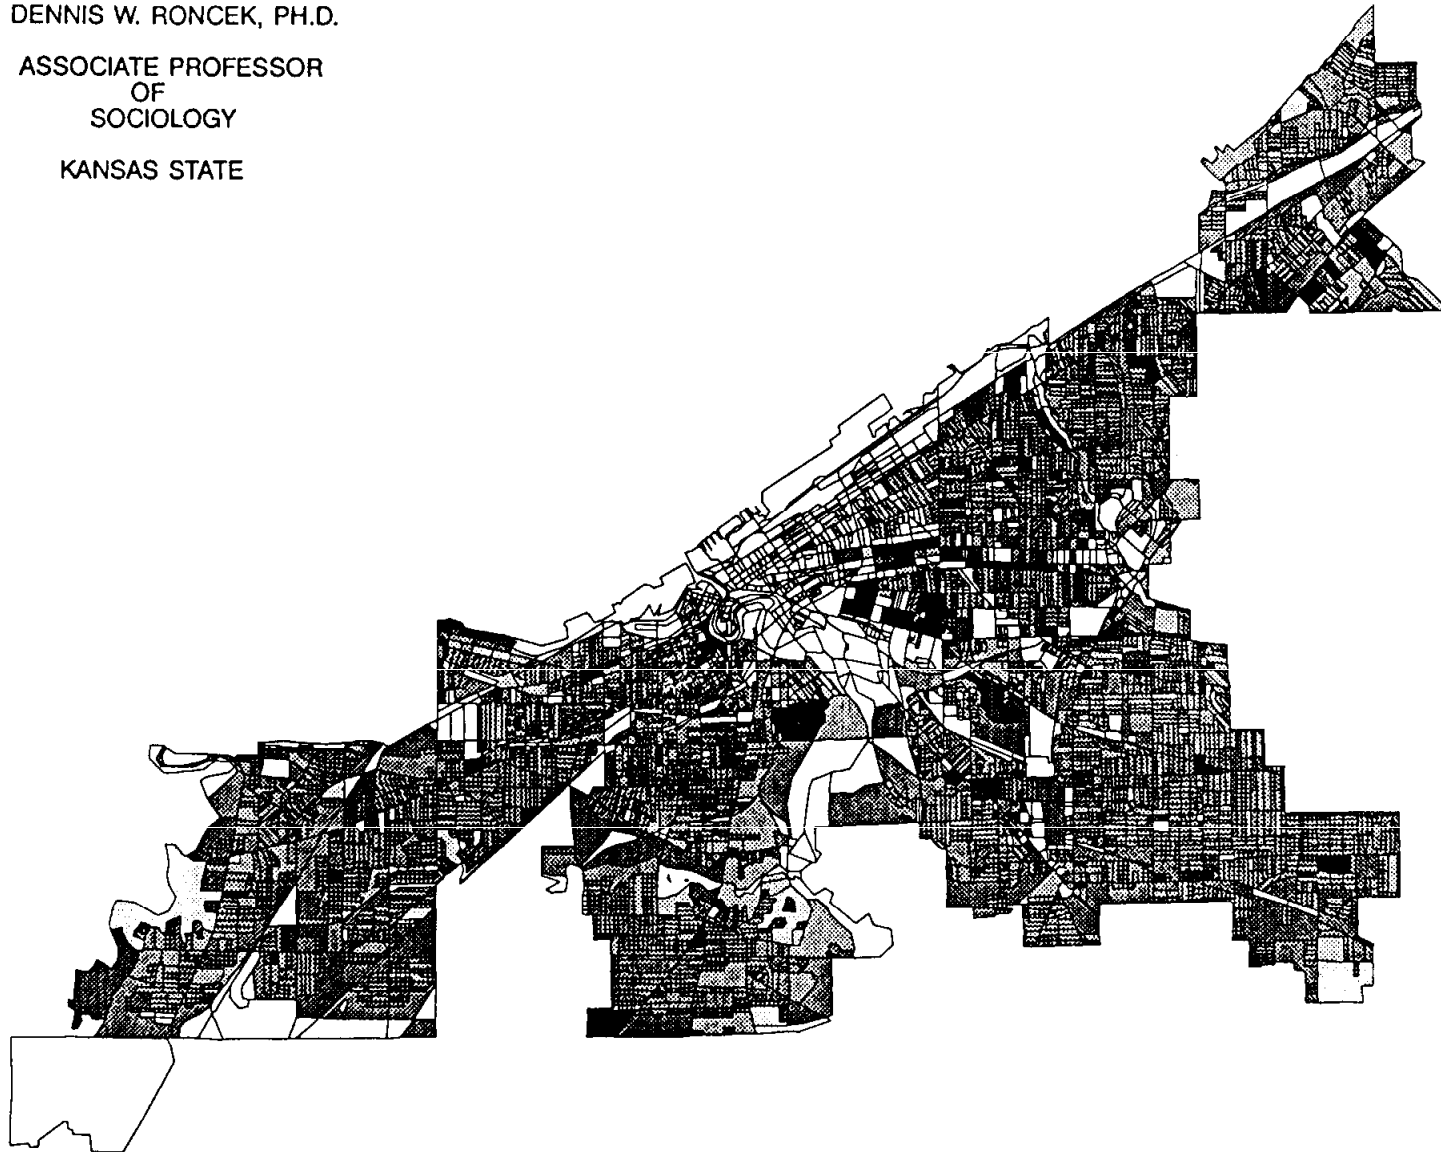 DENNIS W. RONCEK, PH.D.
ASSOCIATE PROFESSOR
OF
SOCIOLOGY
KANSAS STATE